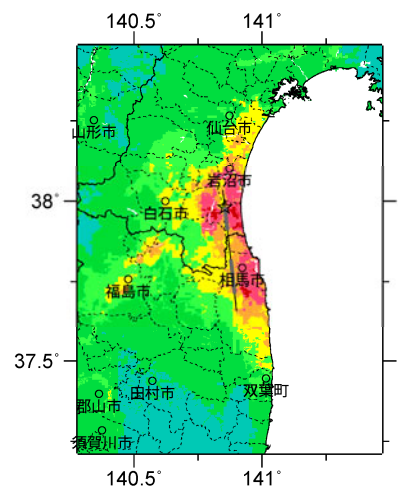 140.5° 141°
山形市
仙台市
岩沼市
38°
白石市
福島市
相馬市
37.5°
双葉町
田村市
郡山市
須賀川市
140.5° 141°